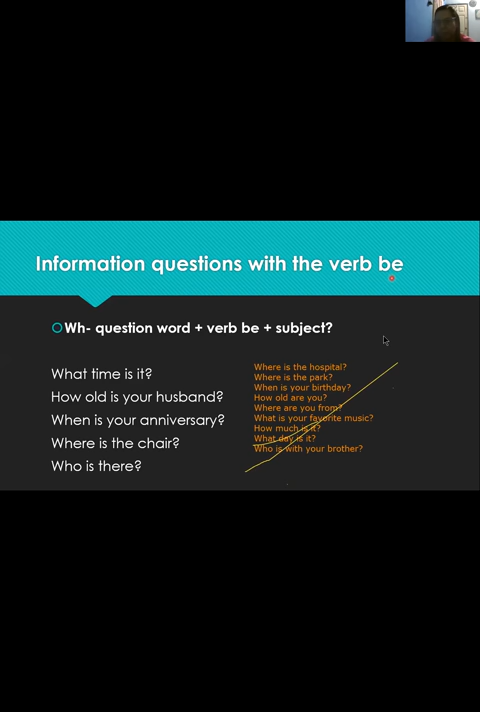 Information questions with the verb be
Wh- question word + verb be + subject?
What time is it?
How old is your husband?
When is your anniversary?
Where is the chair?
Who is there?
Where is the hospital?
Where is the park?
When is your birthday?
How old are you?
Where are you from?
What is your favorite music?
How much is it?
What day is it?
Who is with your brother?